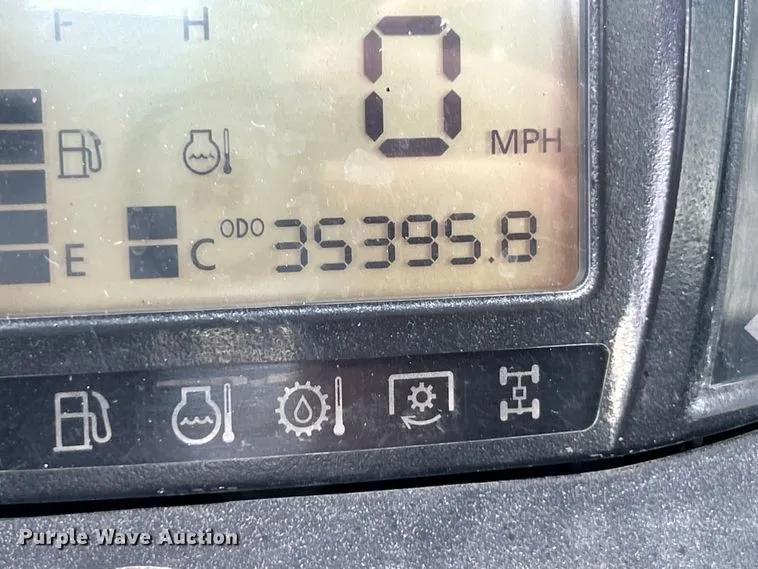 F H
0 MPH
E C ODO 35395.8
Purple Wave Auction